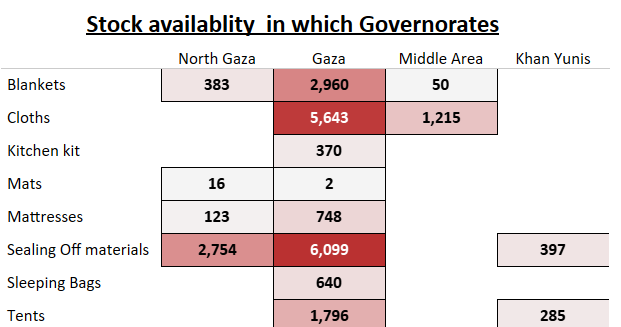 Stock availablity in which Governorates
North Gaza Gaza Middle Area Khan Yunis
Blankets 383 2,960 50
Cloths 5,643 1,215
Kitchen kit 370
Mats 16 2
Mattresses 123 748
Sealing Off materials 2,754 6,099 397
Sleeping Bags 640
Tents 1,796 285